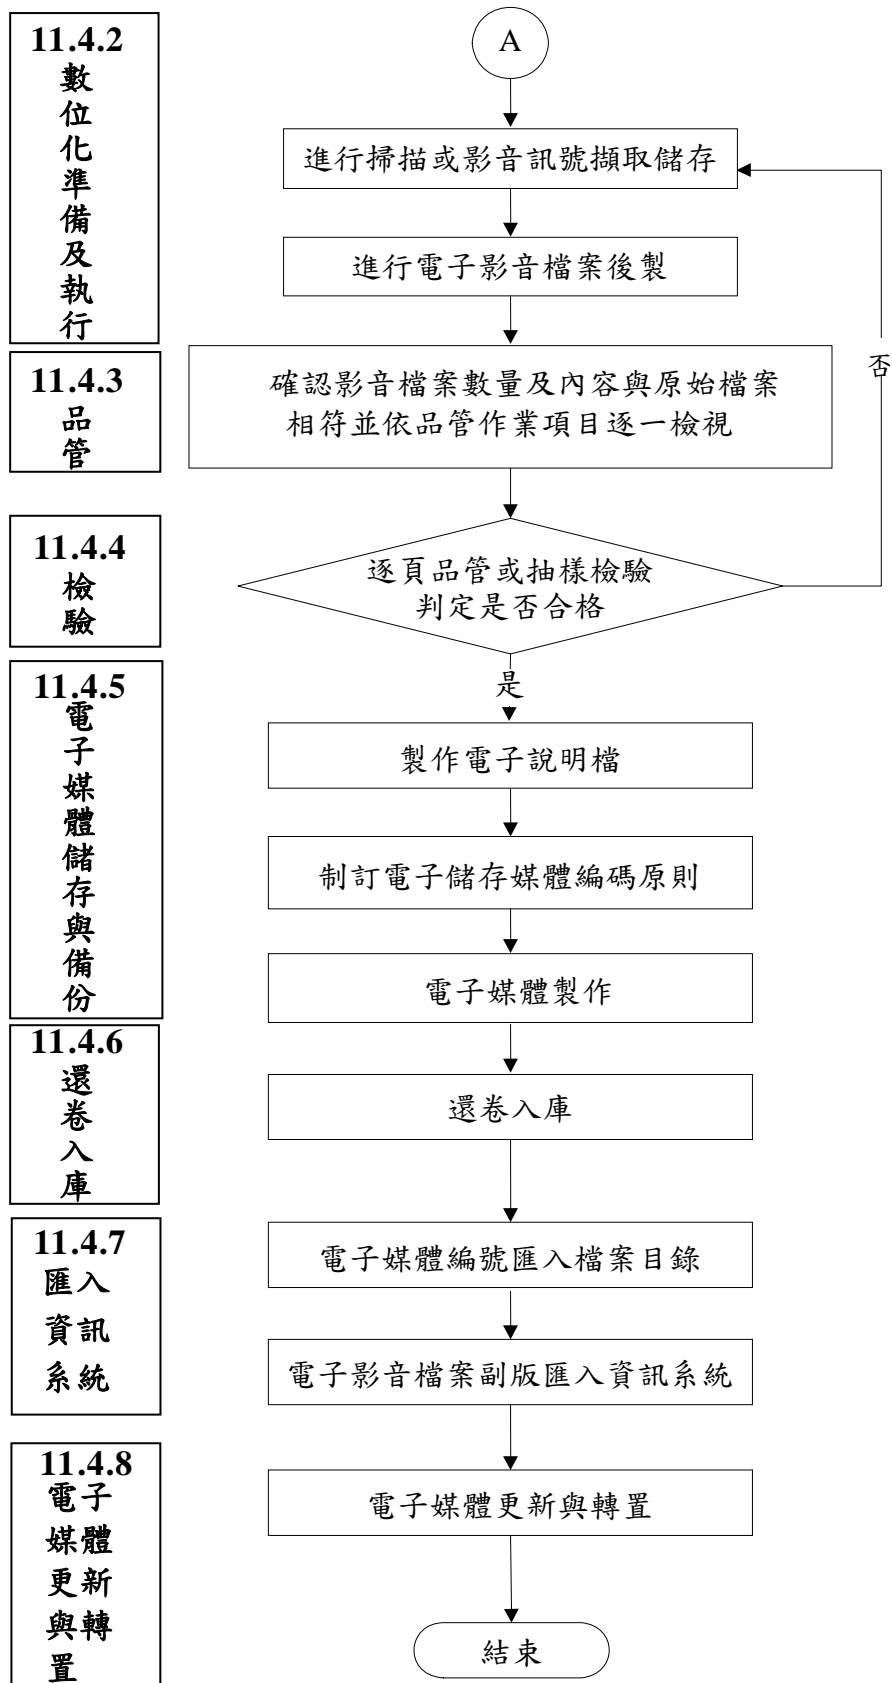 11.4.2
數
位
化
準
備
及
執
行
A
進行掃描或影音訊號擷取儲存
進行電子影音檔案後製
否
11.4.3
品
管
確認影音檔案數量及內容與原始檔案
相符並依品管作業項目逐一檢視
11.4.4
檢
驗
逐頁品管或抽樣檢驗
判定是否合格
是
11.4.5
電
子
媒
體
儲
存
與
備
份
製作電子說明檔
制訂電子儲存媒體編碼原則
電子媒體製作
11.4.6
還
卷
入
庫
還卷入庫
11.4.7
匯入
資訊
系統
電子媒體編號匯入檔案目錄
電子影音檔案副版匯入資訊系統
11.4.8
電子
媒體
更新
與轉
置
電子媒體更新與轉置
結束